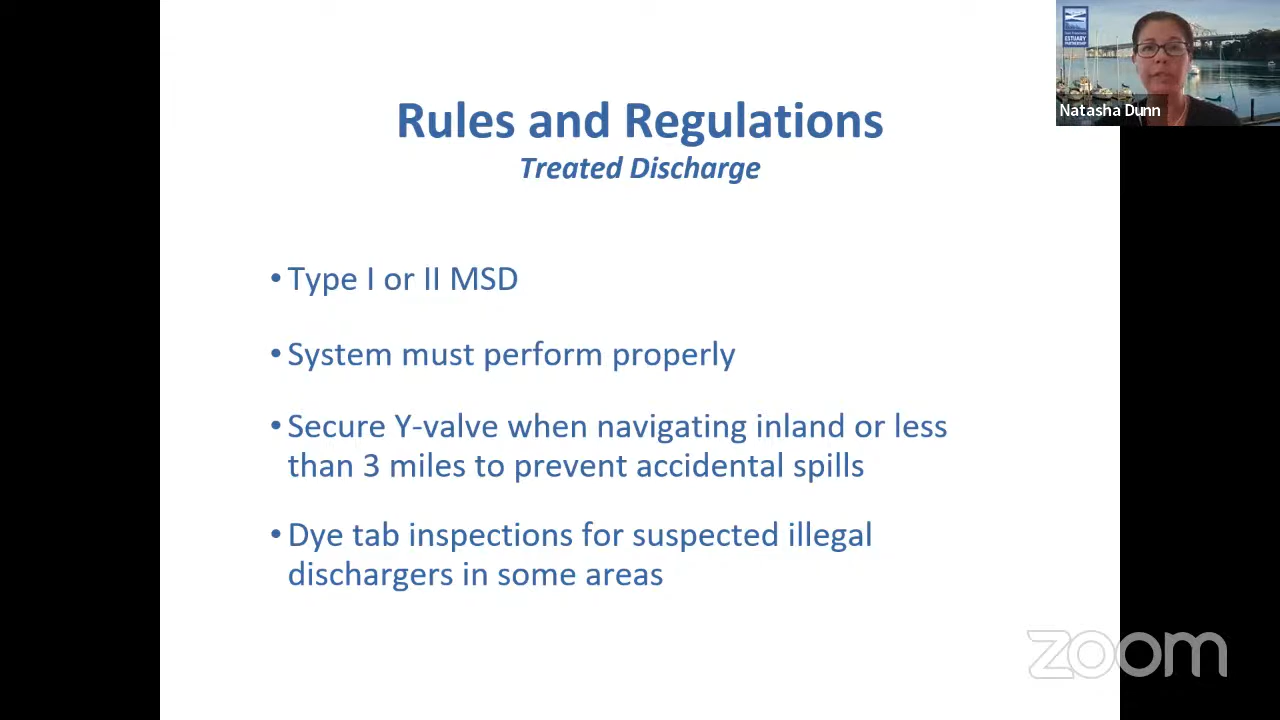 Rules and Regulations
Treated Discharge
• Type I or II MSD
• System must perform properly
• Secure Y-valve when navigating inland or less
than 3 miles to prevent accidental spills
• Dye tab inspections for suspected illegal
dischargers in some areas
ESTUARY
PARTNERSHIP
Natasha Dunn
zoom